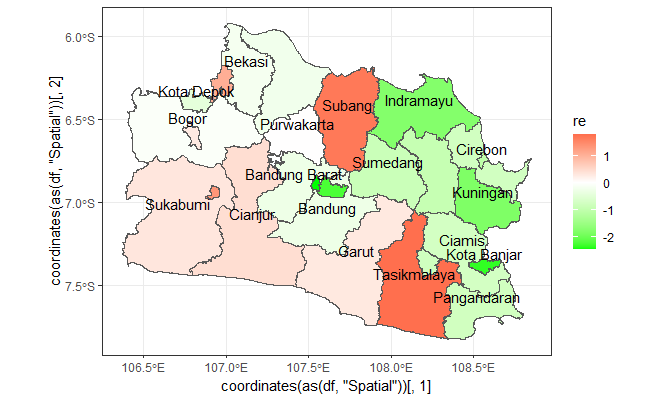 6.0°S
6.5°S
7.0°S
7.5°S
coordinates(as(df, "Spatial"))[, 2]
Bekasi
Kota Depok
Bogor
Subang
Indramayu
Purwakarta
Cirebon
Sumedang
Bandung Barat
Kuningan
Sukabumi
Cianjur
Bandung
Ciamis
Garut
Kota Banjar
Tasikmalaya
Pangandaran
106.5°E
107.0°E
107.5°E
108.0°E
108.5°E
coordinates(as(df, "Spatial"))[, 1]
re
1
0
-1
-2